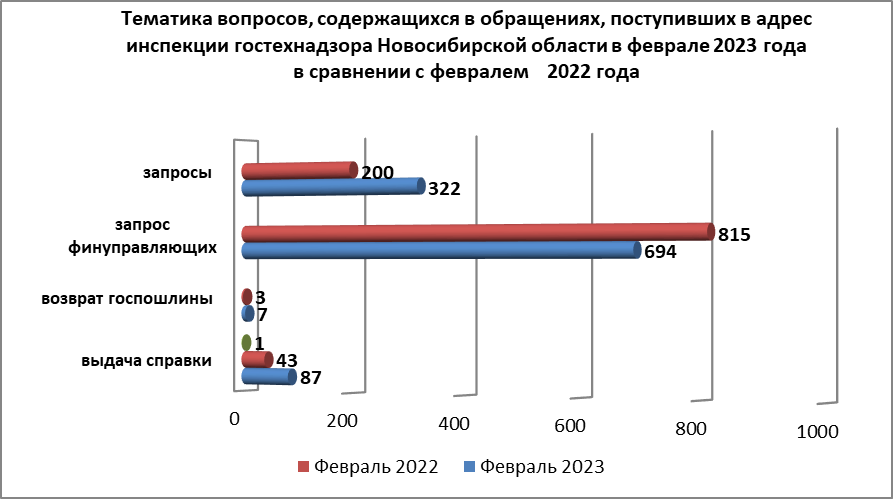 Тематика вопросов, содержащихся в обращениях, поступивших в адрес
инспекции гостехнадзора Новосибирской области в феврале 2023 года
в сравнении с февралем 2022 года
запросы
200
322
запрос
финуправляющих
815
694
возврат госпошлины
3
7
1
выдача справки
43
87
0 200 400 600 800 1000
Февраль 2022 Февраль 2023